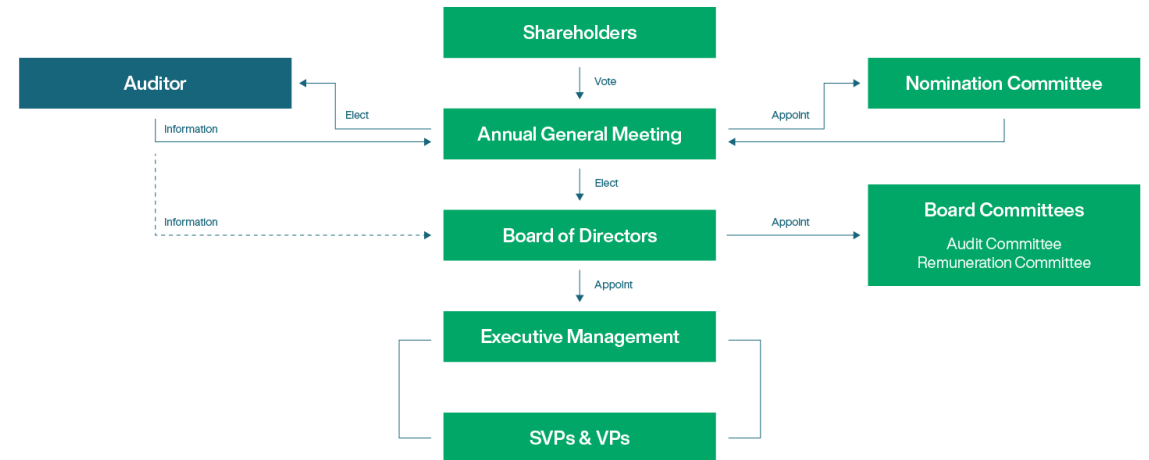 Shareholders
Vote
Auditor
Nomination Committee
Elect
Appoint
Information
Annual General Meeting
Elect
Information
Board of Directors
Appoint
Board Committees
Audit Committee
Remuneration Committee
Appoint
Executive Management
SVPs & VPs